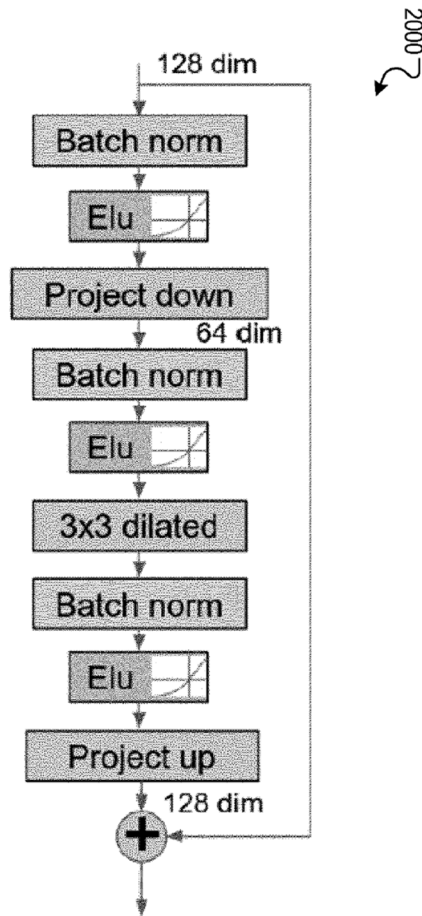 2000
128 dim
Batch norm
Elu
Project down
64 dim
Batch norm
Elu
3x3 dilated
Batch norm
Elu
Project up
128 dim
+